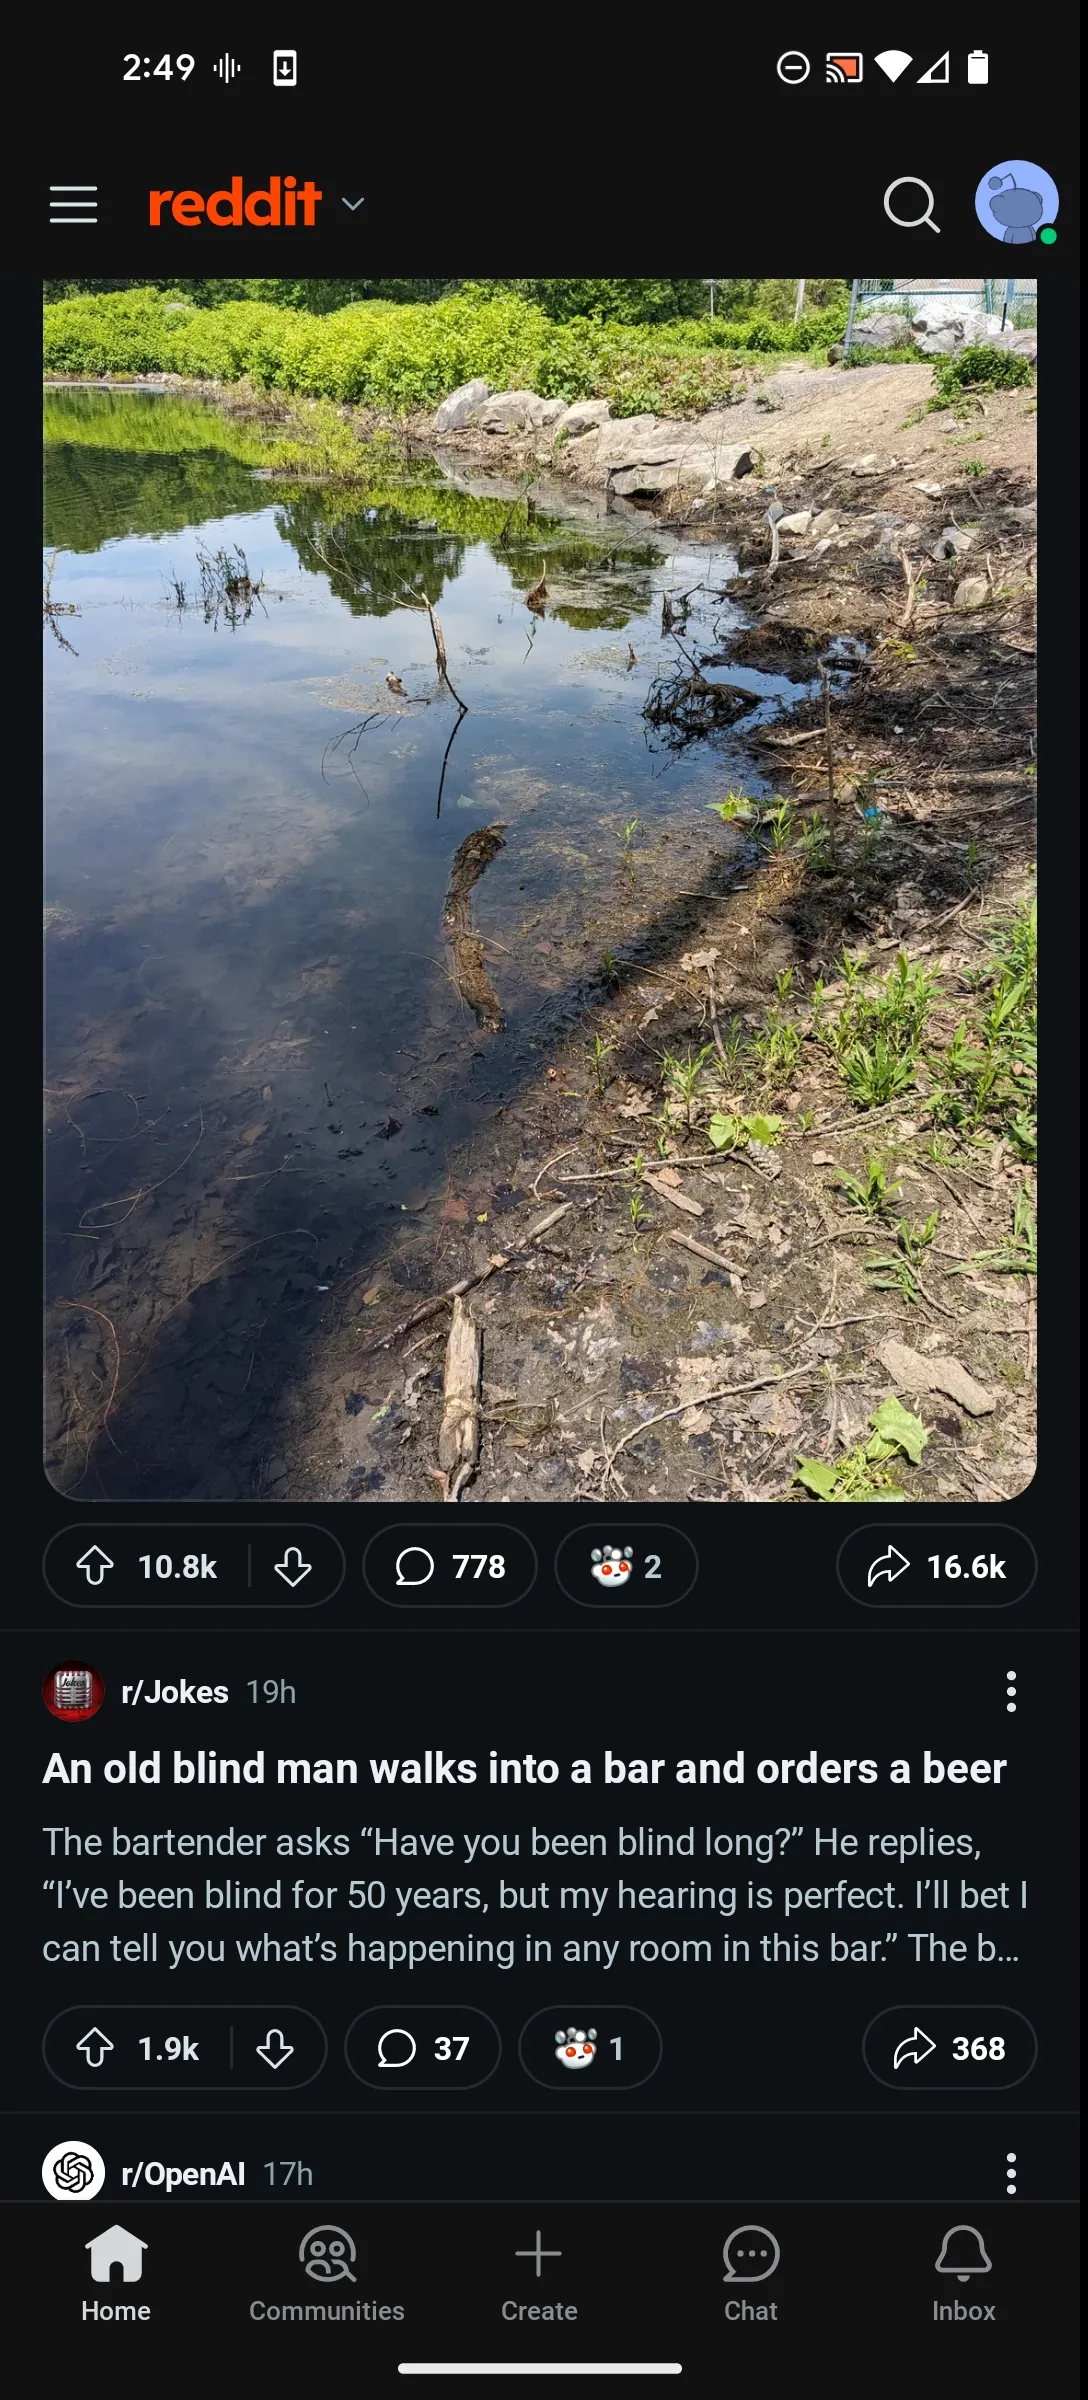 2:49
reddit
10.8k
778
2
16.6k
r/Jokes 19h
An old blind man walks into a bar and orders a beer
The bartender asks “Have you been blind long?” He replies,
“I’ve been blind for 50 years, but my hearing is perfect. I’ll bet I
can tell you what’s happening in any room in this bar.” The b…
1.9k
37
1
368
r/OpenAI 17h
Home
Communities
Create
Chat
Inbox